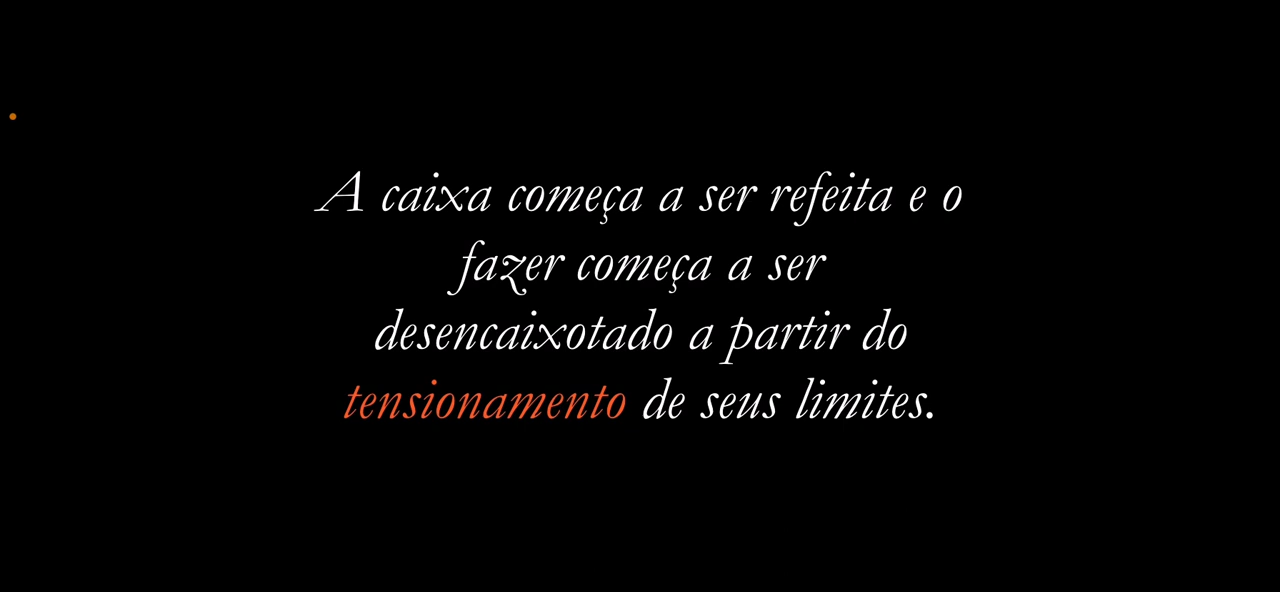 A caixa começa a ser refeita e o
fazer começa a ser
desencaixotado a partir do
tensionamento de seus limites.